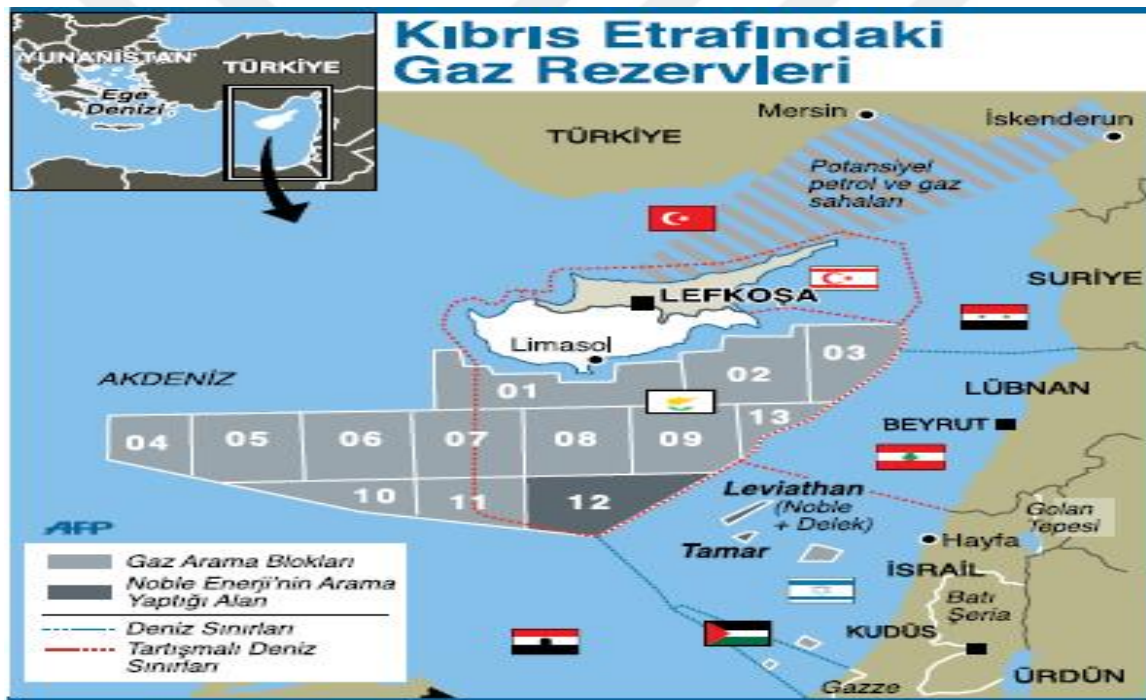 Kıbrıs Etrafındaki
Gaz Rezervleri
YUNANİSTAN
TÜRKİYE
Ege
Denizi
Mersin
İskenderun
TÜRKİYE
Potansiyel
petrol ve gaz
sahaları
LEFKOŞA
SURİYE
Limasol
03
02
01
AKDENİZ
LÜBNAN
BEYRUT
13
04
05
06
07
08
09
10
11
12
Leviathan
(Noble
+ Delek)
Golan
Tepesi
Tamar
Hayfa
İSRAİL
Batı
Şeria
KUDÜS
Gazze
ÜRDÜN
AFP
Gaz Arama Blokları
Noble Enerji'nin Arama
Yaptığı Alan
Deniz Sınırları
Tartışmalı Deniz
Sınırları